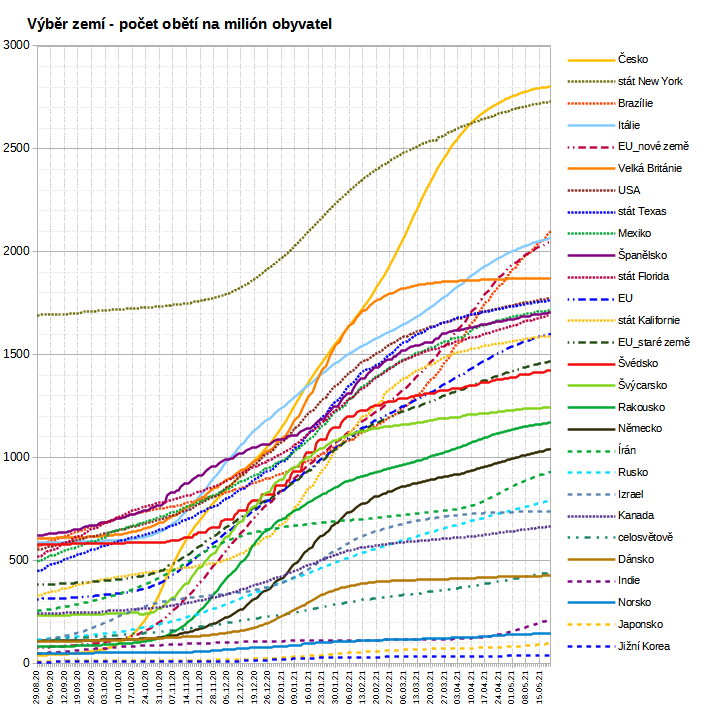 Výběr zemí - počet obětí na milión obyvatel
3000
2500
2000
1500
1000
500
0
29.08.20
05.09.20
12.09.20
19.09.20
26.09.20
03.10.20
10.10.20
17.10.20
24.10.20
31.10.20
07.11.20
14.11.20
21.11.20
28.11.20
05.12.20
12.12.20
19.12.20
26.12.20
02.01.21
09.01.21
16.01.21
23.01.21
30.01.21
06.02.21
13.02.21
20.02.21
27.02.21
06.03.21
13.03.21
20.03.21
27.03.21
03.04.21
10.04.21
17.04.21
24.04.21
01.05.21
08.05.21
15.05.21
Česko
stát New York
Brazílie
Itálie
EU_nové země
Velká Británie
USA
stát Texas
Mexiko
Španělsko
stát Florida
EU
stát Kalifornie
EU_staré země
Švédsko
Švýcarsko
Rakousko
Německo
Írán
Rusko
Izrael
Kanada
celosvětově
Dánsko
Indie
Norsko
Japonsko
Jižní Korea